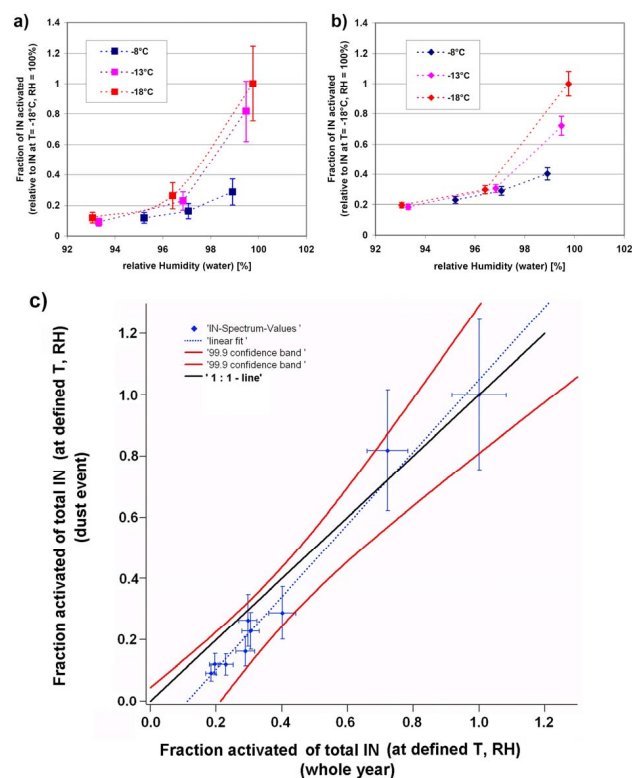 a)
Fraction of IN activated
(relative to IN at T= -18°C, RH = 100%)
1.4
1.2
1
0.8
0.6
0.4
0.2
0
-8°C
-13°C
-18°C
92 94 96 98 100 102
relative Humidity (water) [%]
b)
Fraction of IN activated
(relative to IN at T= -18°C, RH = 100%)
1.4
1.2
1
0.8
0.6
0.4
0.2
0
-8°C
-13°C
-18°C
92 94 96 98 100 102
relative Humidity (water) [%]
c)
Fraction activated of total IN (at defined T, RH)
(dust event)
1.2
1.0
0.8
0.6
0.4
0.2
0.0
'IN-Spectrum-Values '
'linear fit '
'99.9 confidence band '
'99.9 confidence band '
' 1 : 1 - line'
0.0 0.2 0.4 0.6 0.8 1.0 1.2
Fraction activated of total IN (at defined T, RH)
(whole year)